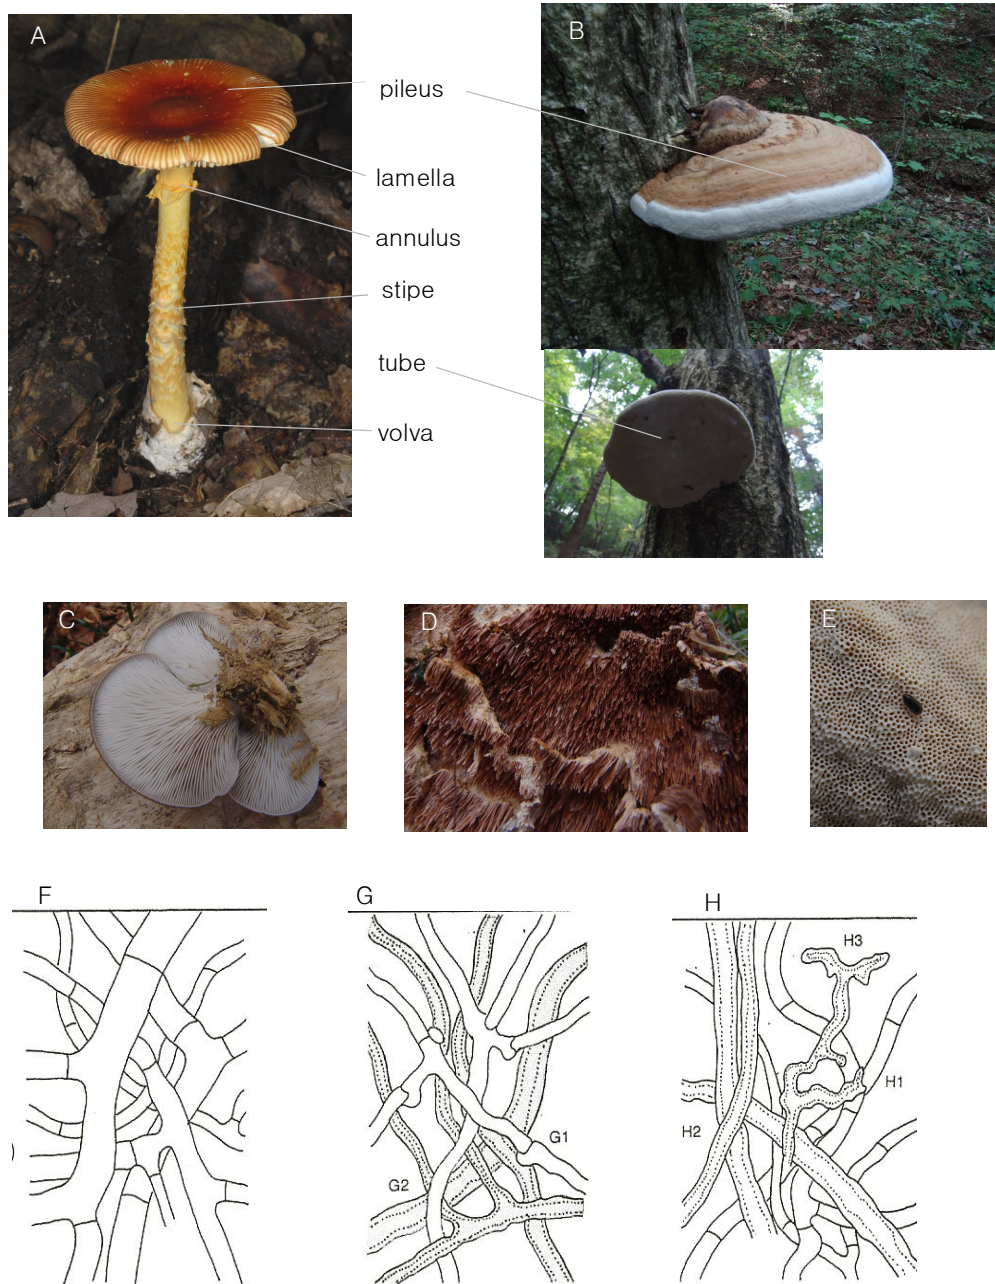 A
B
pileus
lamella
annulus
stipe
tube
volva
C
D
E
F
G
H
H3
H1
G1
H2
G2
)